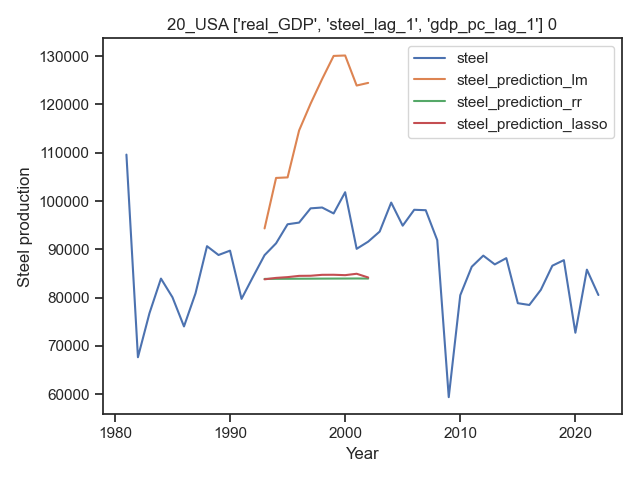 20_USA ['real_GDP', 'steel_lag_1', 'gdp_pc_lag_1'] 0
steel
steel_prediction_lm
steel_prediction_rr
steel_prediction_lasso
Steel production
130000
120000
110000
100000
90000
80000
70000
60000
1980
1990
2000
2010
2020
Year